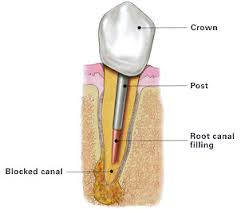 Crown
Post
Root canal
filling
Blocked canal